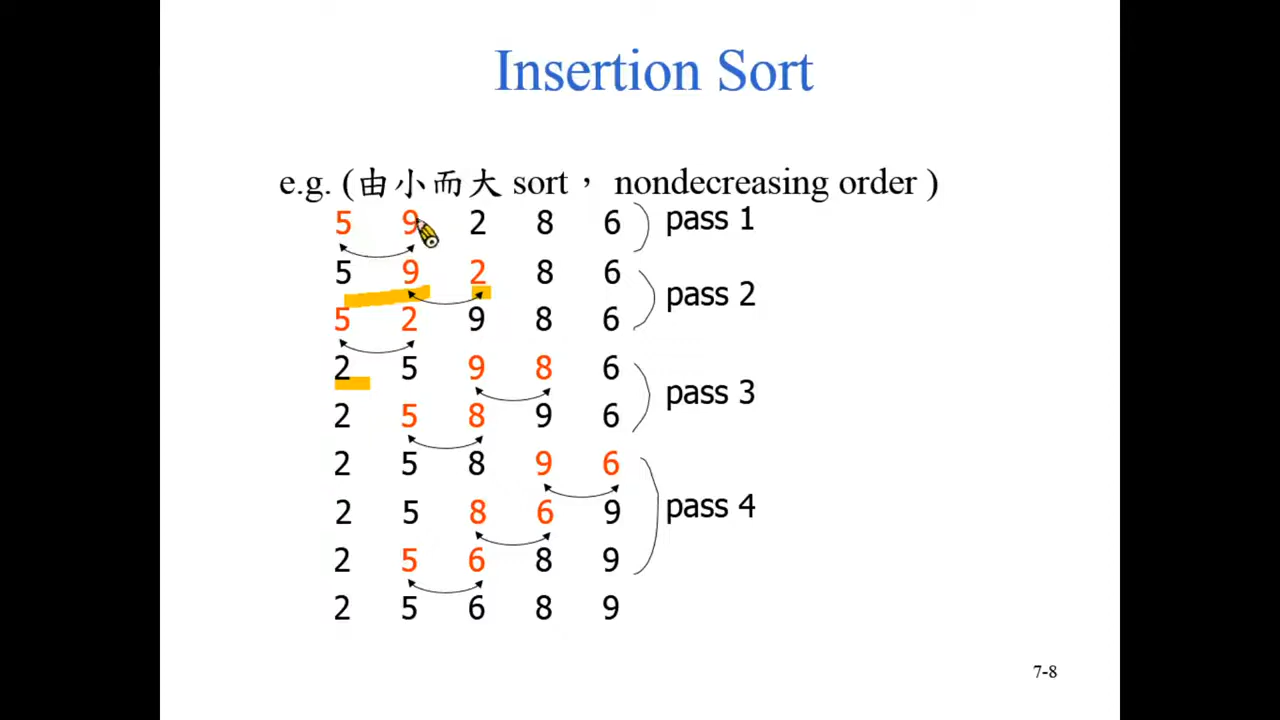 Insertion Sort
e.g. (由小而大 sort， nondecreasing order )
5 9 2 8 6 pass 1
5 9 2 8 6
pass 2
5 2 9 8 6
2 5 9 8 6
pass 3
2 5 8 9 6
2 5 8 9 6
2 5 8 6 9 pass 4
2 5 6 8 9
2 5 6 8 9
7-8